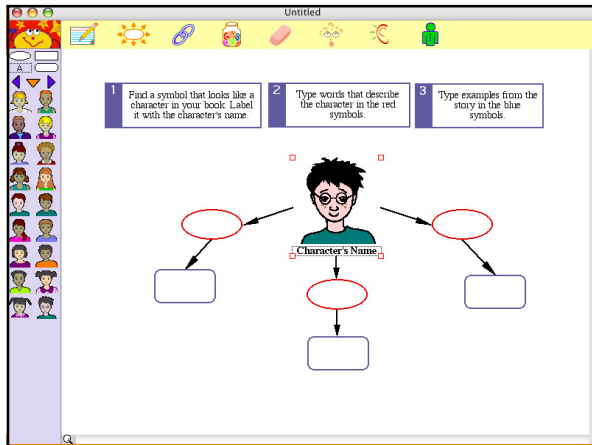 Untitled
A
1
Find a symbol that looks like a
character in your book. Label
it with the character's name.
2
Type words that describe
the character in the red
symbols.
3
Type examples from the
story in the blue
symbols.
Character's Name